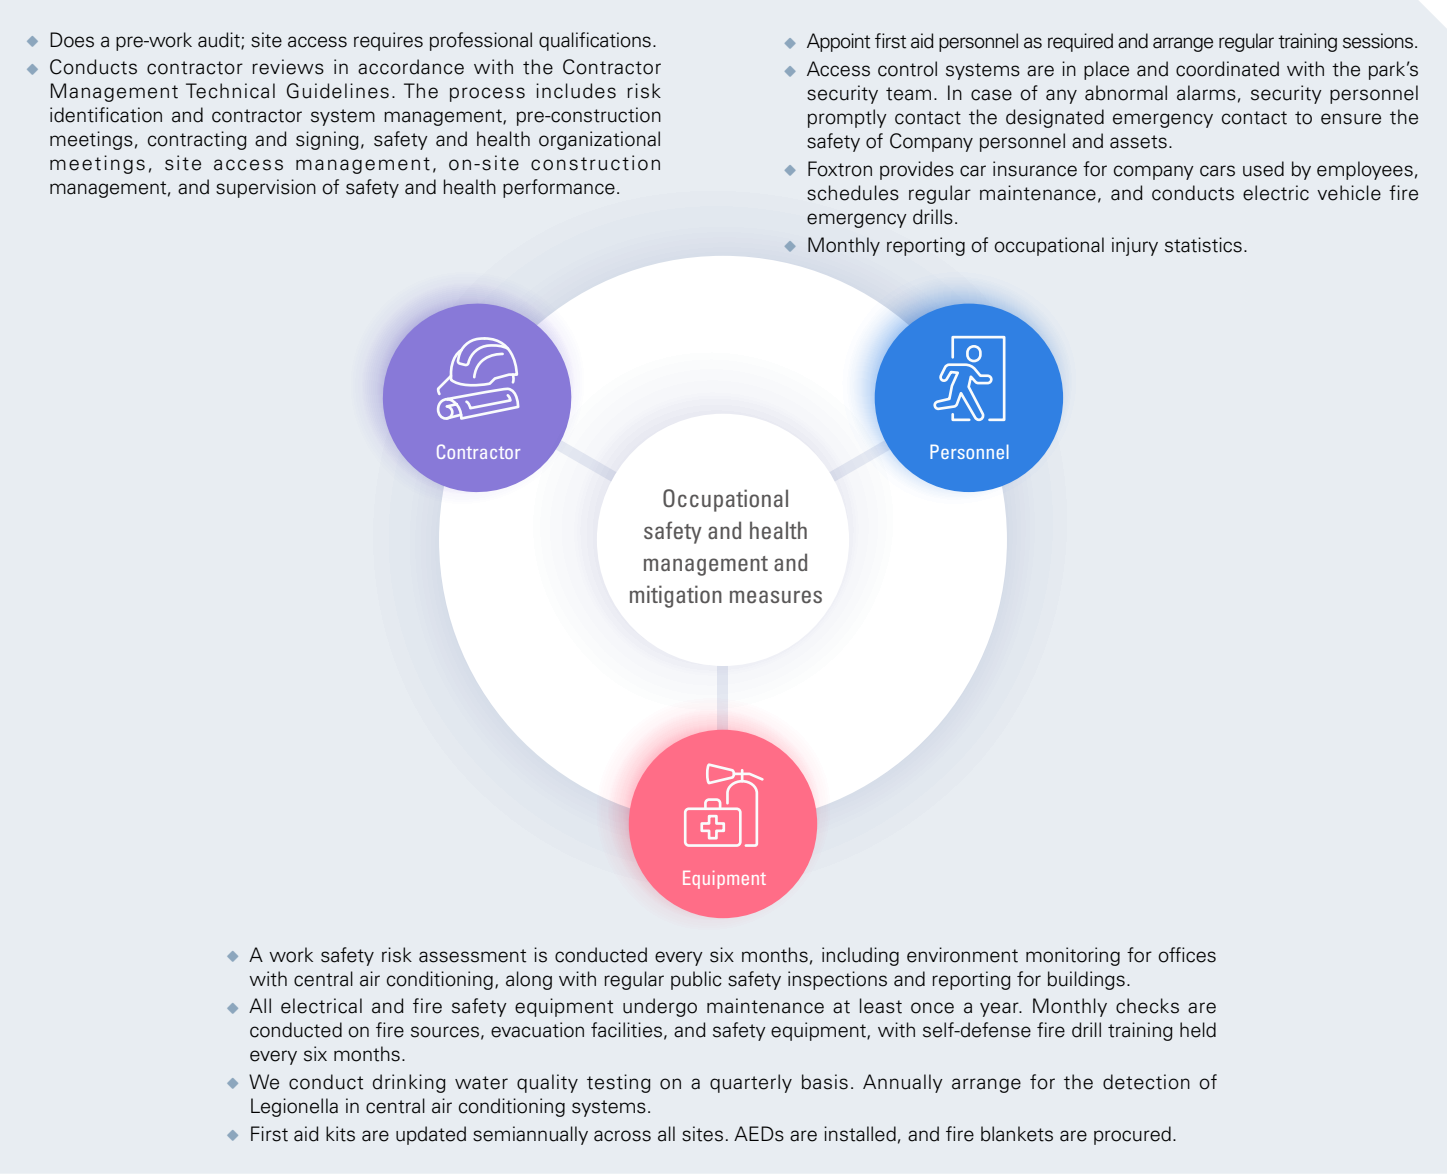 Does a pre-work audit; site access requires professional qualifications.
Conducts contractor reviews in accordance with the Contractor
Management Technical Guidelines. The process includes risk
identification and contractor system management, pre-construction
meetings, contracting and signing, safety and health organizational
meetings, site access management, on-site construction
management, and supervision of safety and health performance.
Appoint first aid personnel as required and arrange regular training sessions.
Access control systems are in place and coordinated with the park's
security team. In case of any abnormal alarms, security personnel
promptly contact the designated emergency contact to ensure the
safety of Company personnel and assets.
Foxtron provides car insurance for company cars used by employees,
schedules regular maintenance, and conducts electric vehicle fire
emergency drills.
Monthly reporting of occupational injury statistics.
Contractor
Personnel
Occupational
safety and health
management and
mitigation measures
Equipment
A work safety risk assessment is conducted every six months, including environment monitoring for offices
with central air conditioning, along with regular public safety inspections and reporting for buildings.
All electrical and fire safety equipment undergo maintenance at least once a year. Monthly checks are
conducted on fire sources, evacuation facilities, and safety equipment, with self-defense fire drill training held
every six months.
We conduct drinking water quality testing on a quarterly basis. Annually arrange for the detection of
Legionella in central air conditioning systems.
First aid kits are updated semiannually across all sites. AEDs are installed, and fire blankets are procured.